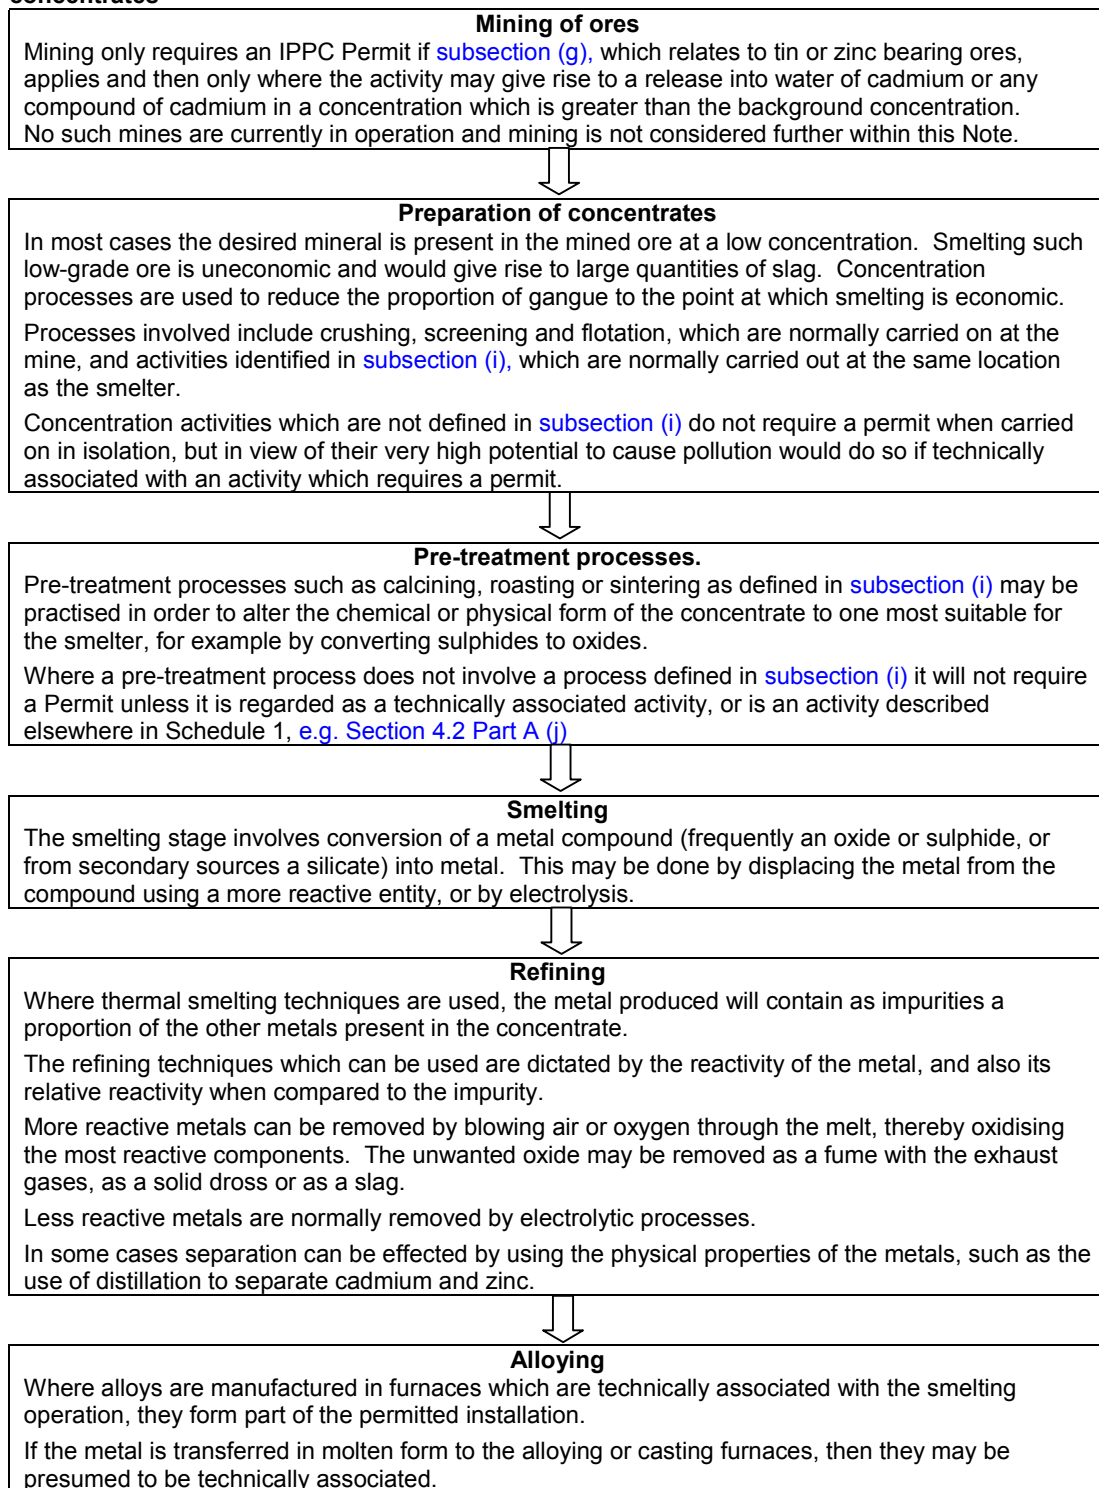 concentrates
Mining of ores
Mining only requires an IPPC Permit if subsection (g), which relates to tin or zinc bearing ores,
applies and then only where the activity may give rise to a release into water of cadmium or any
compound of cadmium in a concentration which is greater than the background concentration.
No such mines are currently in operation and mining is not considered further within this Note.
Preparation of concentrates
In most cases the desired mineral is present in the mined ore at a low concentration. Smelting such
low-grade ore is uneconomic and would give rise to large quantities of slag. Concentration
processes are used to reduce the proportion of gangue to the point at which smelting is economic.
Processes involved include crushing, screening and flotation, which are normally carried on at the
mine, and activities identified in subsection (i), which are normally carried out at the same location
as the smelter.
Concentration activities which are not defined in subsection (i) do not require a permit when carried
on in isolation, but in view of their very high potential to cause pollution would do so if technically
associated with an activity which requires a permit.
Pre-treatment processes.
Pre-treatment processes such as calcining, roasting or sintering as defined in subsection (i) may be
practised in order to alter the chemical or physical form of the concentrate to one most suitable for
the smelter, for example by converting sulphides to oxides.
Where a pre-treatment process does not involve a process defined in subsection (i) it will not require
a Permit unless it is regarded as a technically associated activity, or is an activity described
elsewhere in Schedule 1, e.g. Section 4.2 Part A (j)
Smelting
The smelting stage involves conversion of a metal compound (frequently an oxide or sulphide, or
from secondary sources a silicate) into metal. This may be done by displacing the metal from the
compound using a more reactive entity, or by electrolysis.
Refining
Where thermal smelting techniques are used, the metal produced will contain as impurities a
proportion of the other metals present in the concentrate.
The refining techniques which can be used are dictated by the reactivity of the metal, and also its
relative reactivity when compared to the impurity.
More reactive metals can be removed by blowing air or oxygen through the melt, thereby oxidising
the most reactive components. The unwanted oxide may be removed as a fume with the exhaust
gases, as a solid dross or as a slag.
Less reactive metals are normally removed by electrolytic processes.
In some cases separation can be effected by using the physical properties of the metals, such as the
use of distillation to separate cadmium and zinc.
Alloying
Where alloys are manufactured in furnaces which are technically associated with the smelting
operation, they form part of the permitted installation.
If the metal is transferred in molten form to the alloying or casting furnaces, then they may be
presumed to be technically associated.